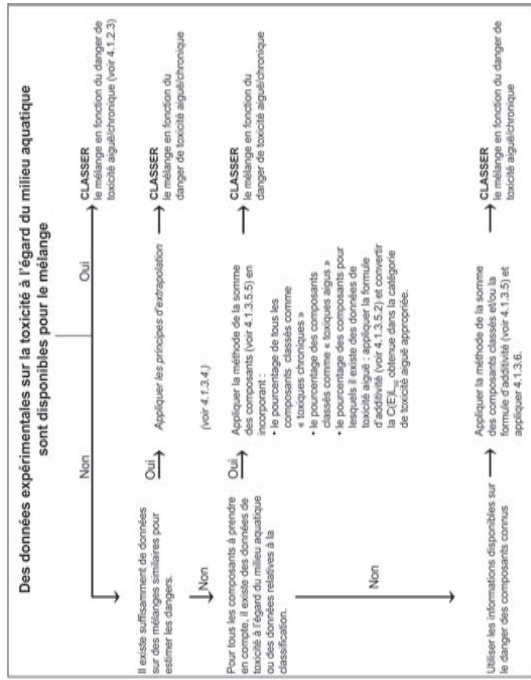 Des données expérimentales sur la toxicité à l'égard du milieu aquatique
sont disponibles pour le mélange
Non
Oui
CLASSER
le mélange en fonction du danger de
toxicité aiguë/chronique (voir 4.1.2.3)
Il existe suffisamment de données
sur des mélanges similaires pour
estimer les dangers.
Oui
Appliquer les principes d'extrapolation
(voir 4.1.3.4.)
CLASSER
le mélange en fonction du
danger de toxicité aiguë/chronique
Non
Pour tous les composants à prendre
en compte, il existe des données de
toxicité à l'égard du milieu aquatique
ou des données relatives à la
classification.
Oui
Appliquer la méthode de la somme
des composants (voir 4.1.3.5.5) en
incorporant :
• le pourcentage de tous les
composants classés comme
« toxiques chroniques »
• le pourcentage des composants
classés comme « toxiques aigus »
• le pourcentage des composants pour
lesquels il existe des données de
toxicité aiguë : appliquer la formule
d'additivité (voir 4.1.3.5.2) et convertir
la C(E)L50 obtenue dans la catégorie
de toxicité aiguë appropriée.
CLASSER
le mélange en fonction du
danger de toxicité aiguë/chronique
Non
Utiliser les informations disponibles sur
le danger des composants connus
Appliquer la méthode de la somme
des composants classés et/ou la
formule d'additivité (voir 4.1.3.5) et
appliquer 4.1.3.6.
CLASSER
le mélange en fonction du danger de
toxicité aiguë/chronique